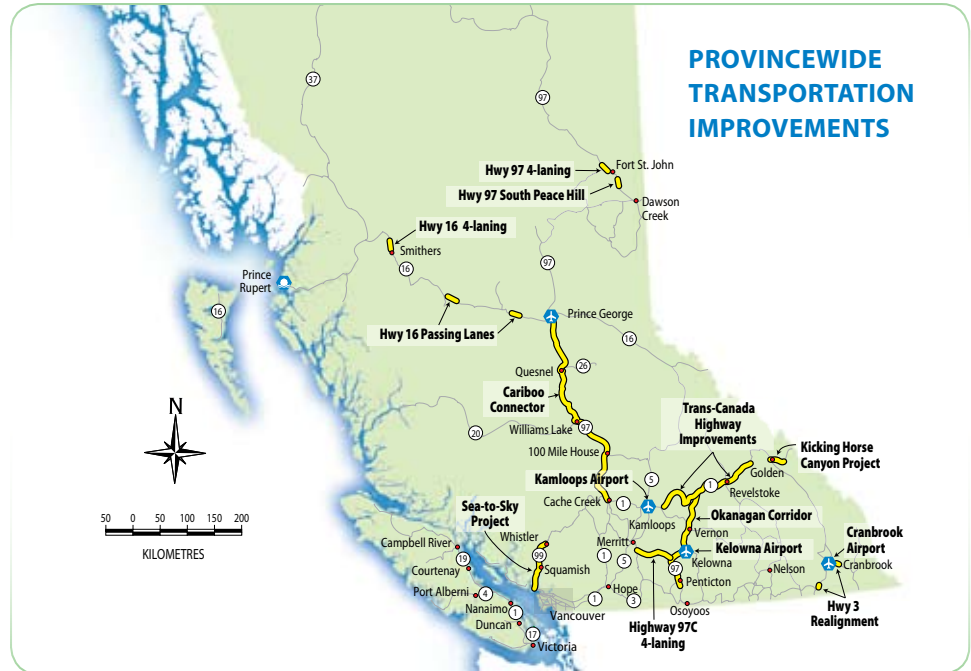 PROVINCEWIDE
TRANSPORTATION
IMPROVEMENTS
37
97
Hwy 97 4-laning
Fort St. John
Hwy 97 South Peace Hill
Dawson
Creek
Hwy 16 4-laning
Smithers
16
97
Prince
Rupert
16
Prince George
Hwy 16 Passing Lanes
16
Quesnel
26
Cariboo
Connector
N
Trans-Canada
Highway
Improvements
20
Williams Lake
97
100 Mile House
Kicking Horse
Canyon Project
Golden
Kamloops Airport
5
1
Revelstoke
Cache Creek
1
Kamloops
Okanagan Corridor
Vernon
Sea-to-Sky
Project
50 0 50 100 150 200
KILOMETRES
Whistler
99
Squamish
Campbell River
19
Courtenay
Port Alberni
4
Nanaimo
1
Duncan
17
Victoria
Merritt
1
5
Kelowna Airport
Kelowna
97
Penticton
Cranbrook
Airport
Cranbrook
Nelson
Hope
1
3
Vancouver
Osoyoos
Highway 97C
4-laning
Hwy 3
Realignment